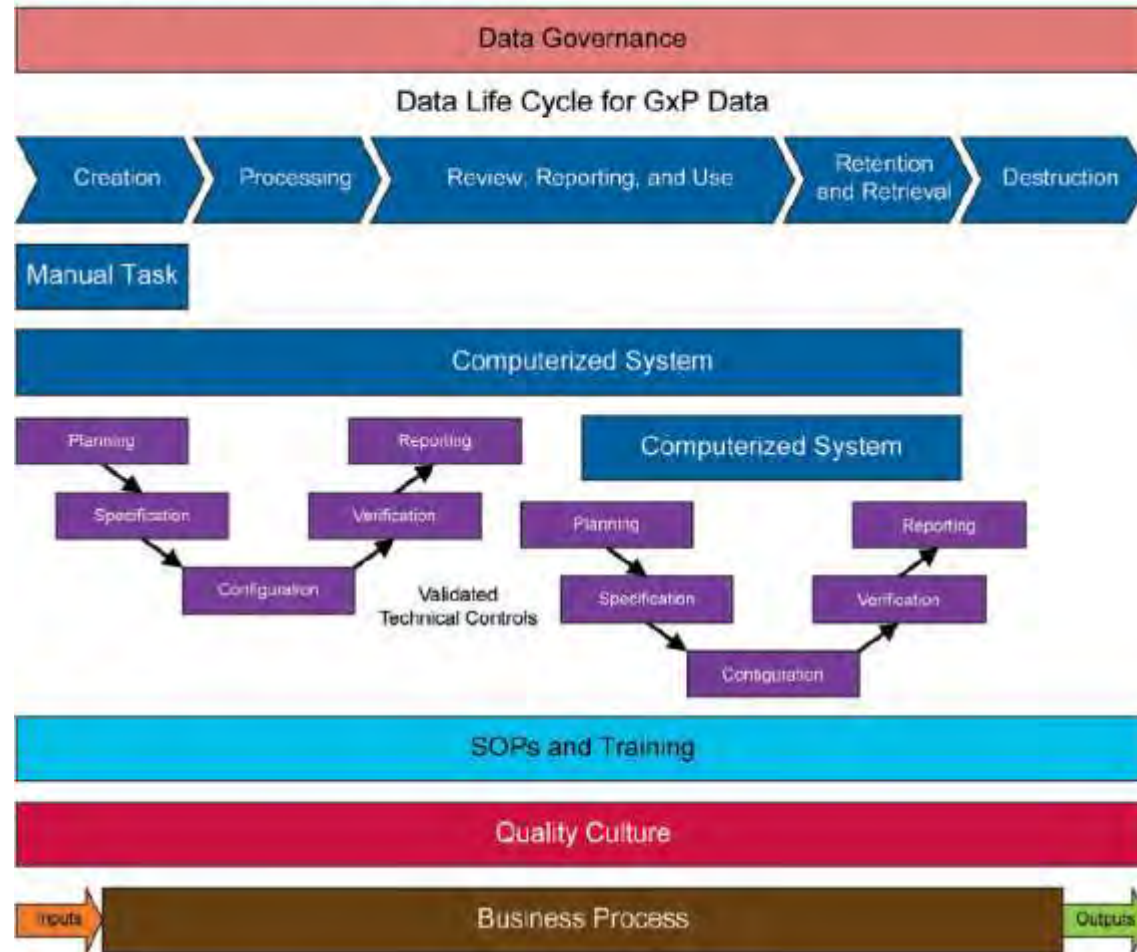 Data Governance
Data Life Cycle for GxP Data
Creation
Processing
Review, Reporting, and Use
Retention
and Retrieval
Destruction
Manual Task
Computerized System
Planning
Reporting
Computerized System
Specification
Verification
Planning
Reporting
Configuration
Validated
Technical Controls
Specification
Verification
Configuration
SOPs and Training
Quality Culture
Inputs
Business Process
Outputs